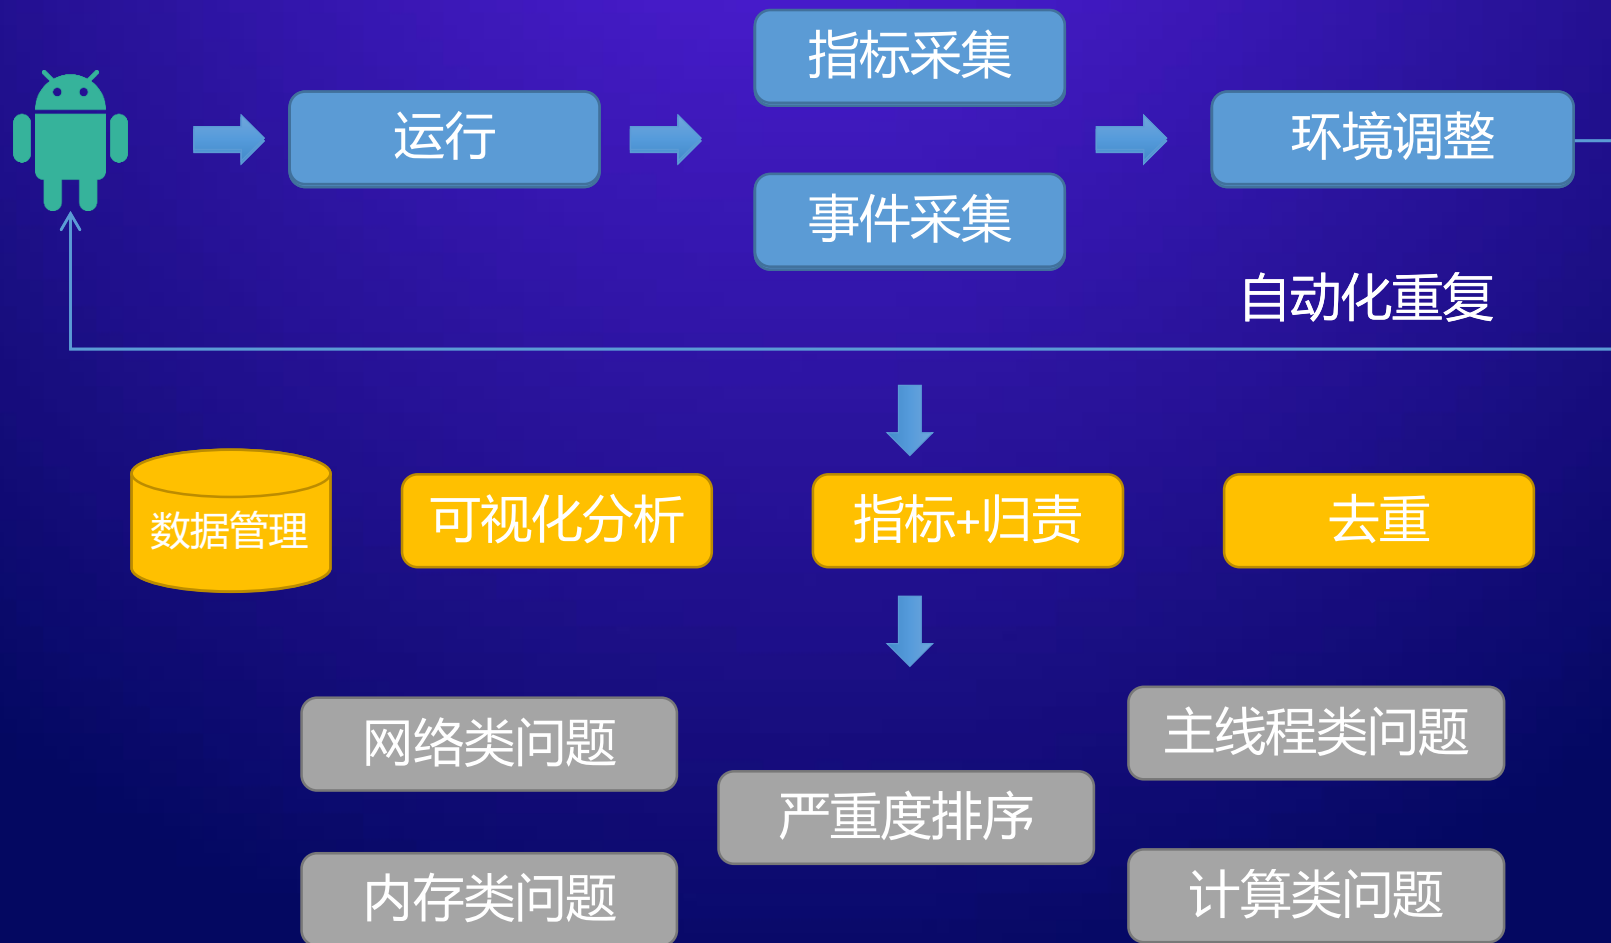 指标采集
运行
环境调整
事件采集
自动化重复
数据管理
可视化分析
指标+归责
去重
网络类问题
主线程类问题
严重度排序
内存类问题
计算类问题